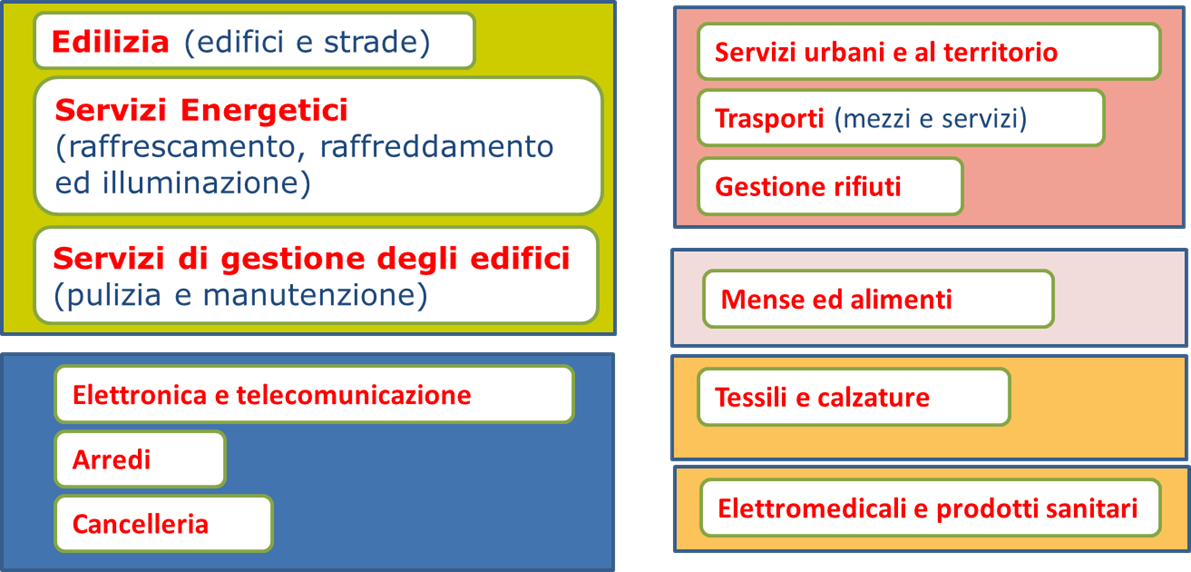 Edilizia (edifici e strade)
Servizi Energetici
(raffrescamento, raffreddamento
ed illuminazione)
Servizi di gestione degli edifici
(pulizia e manutenzione)
Elettronica e telecomunicazione
Arredi
Cancelleria
Servizi urbani e al territorio
Trasporti (mezzi e servizi)
Gestione rifiuti
Mense ed alimenti
Tessili e calzature
Elettromedicali e prodotti sanitari